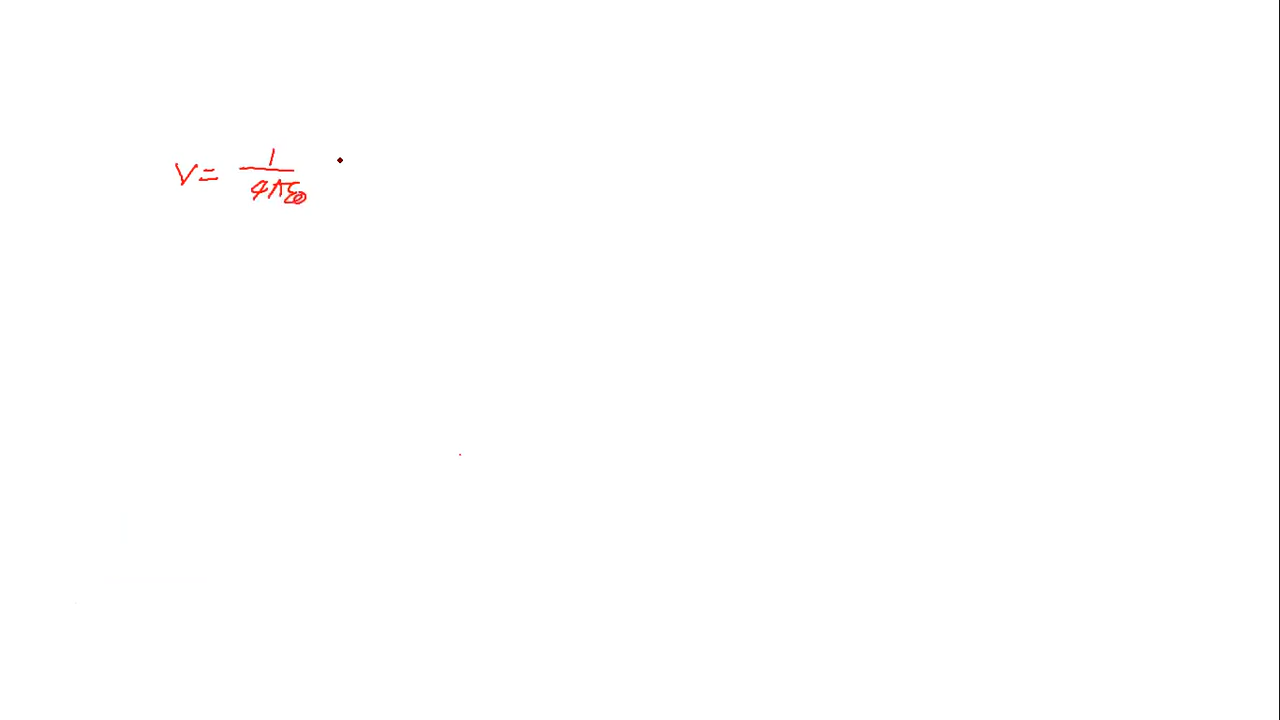 V = 1/4πε₀